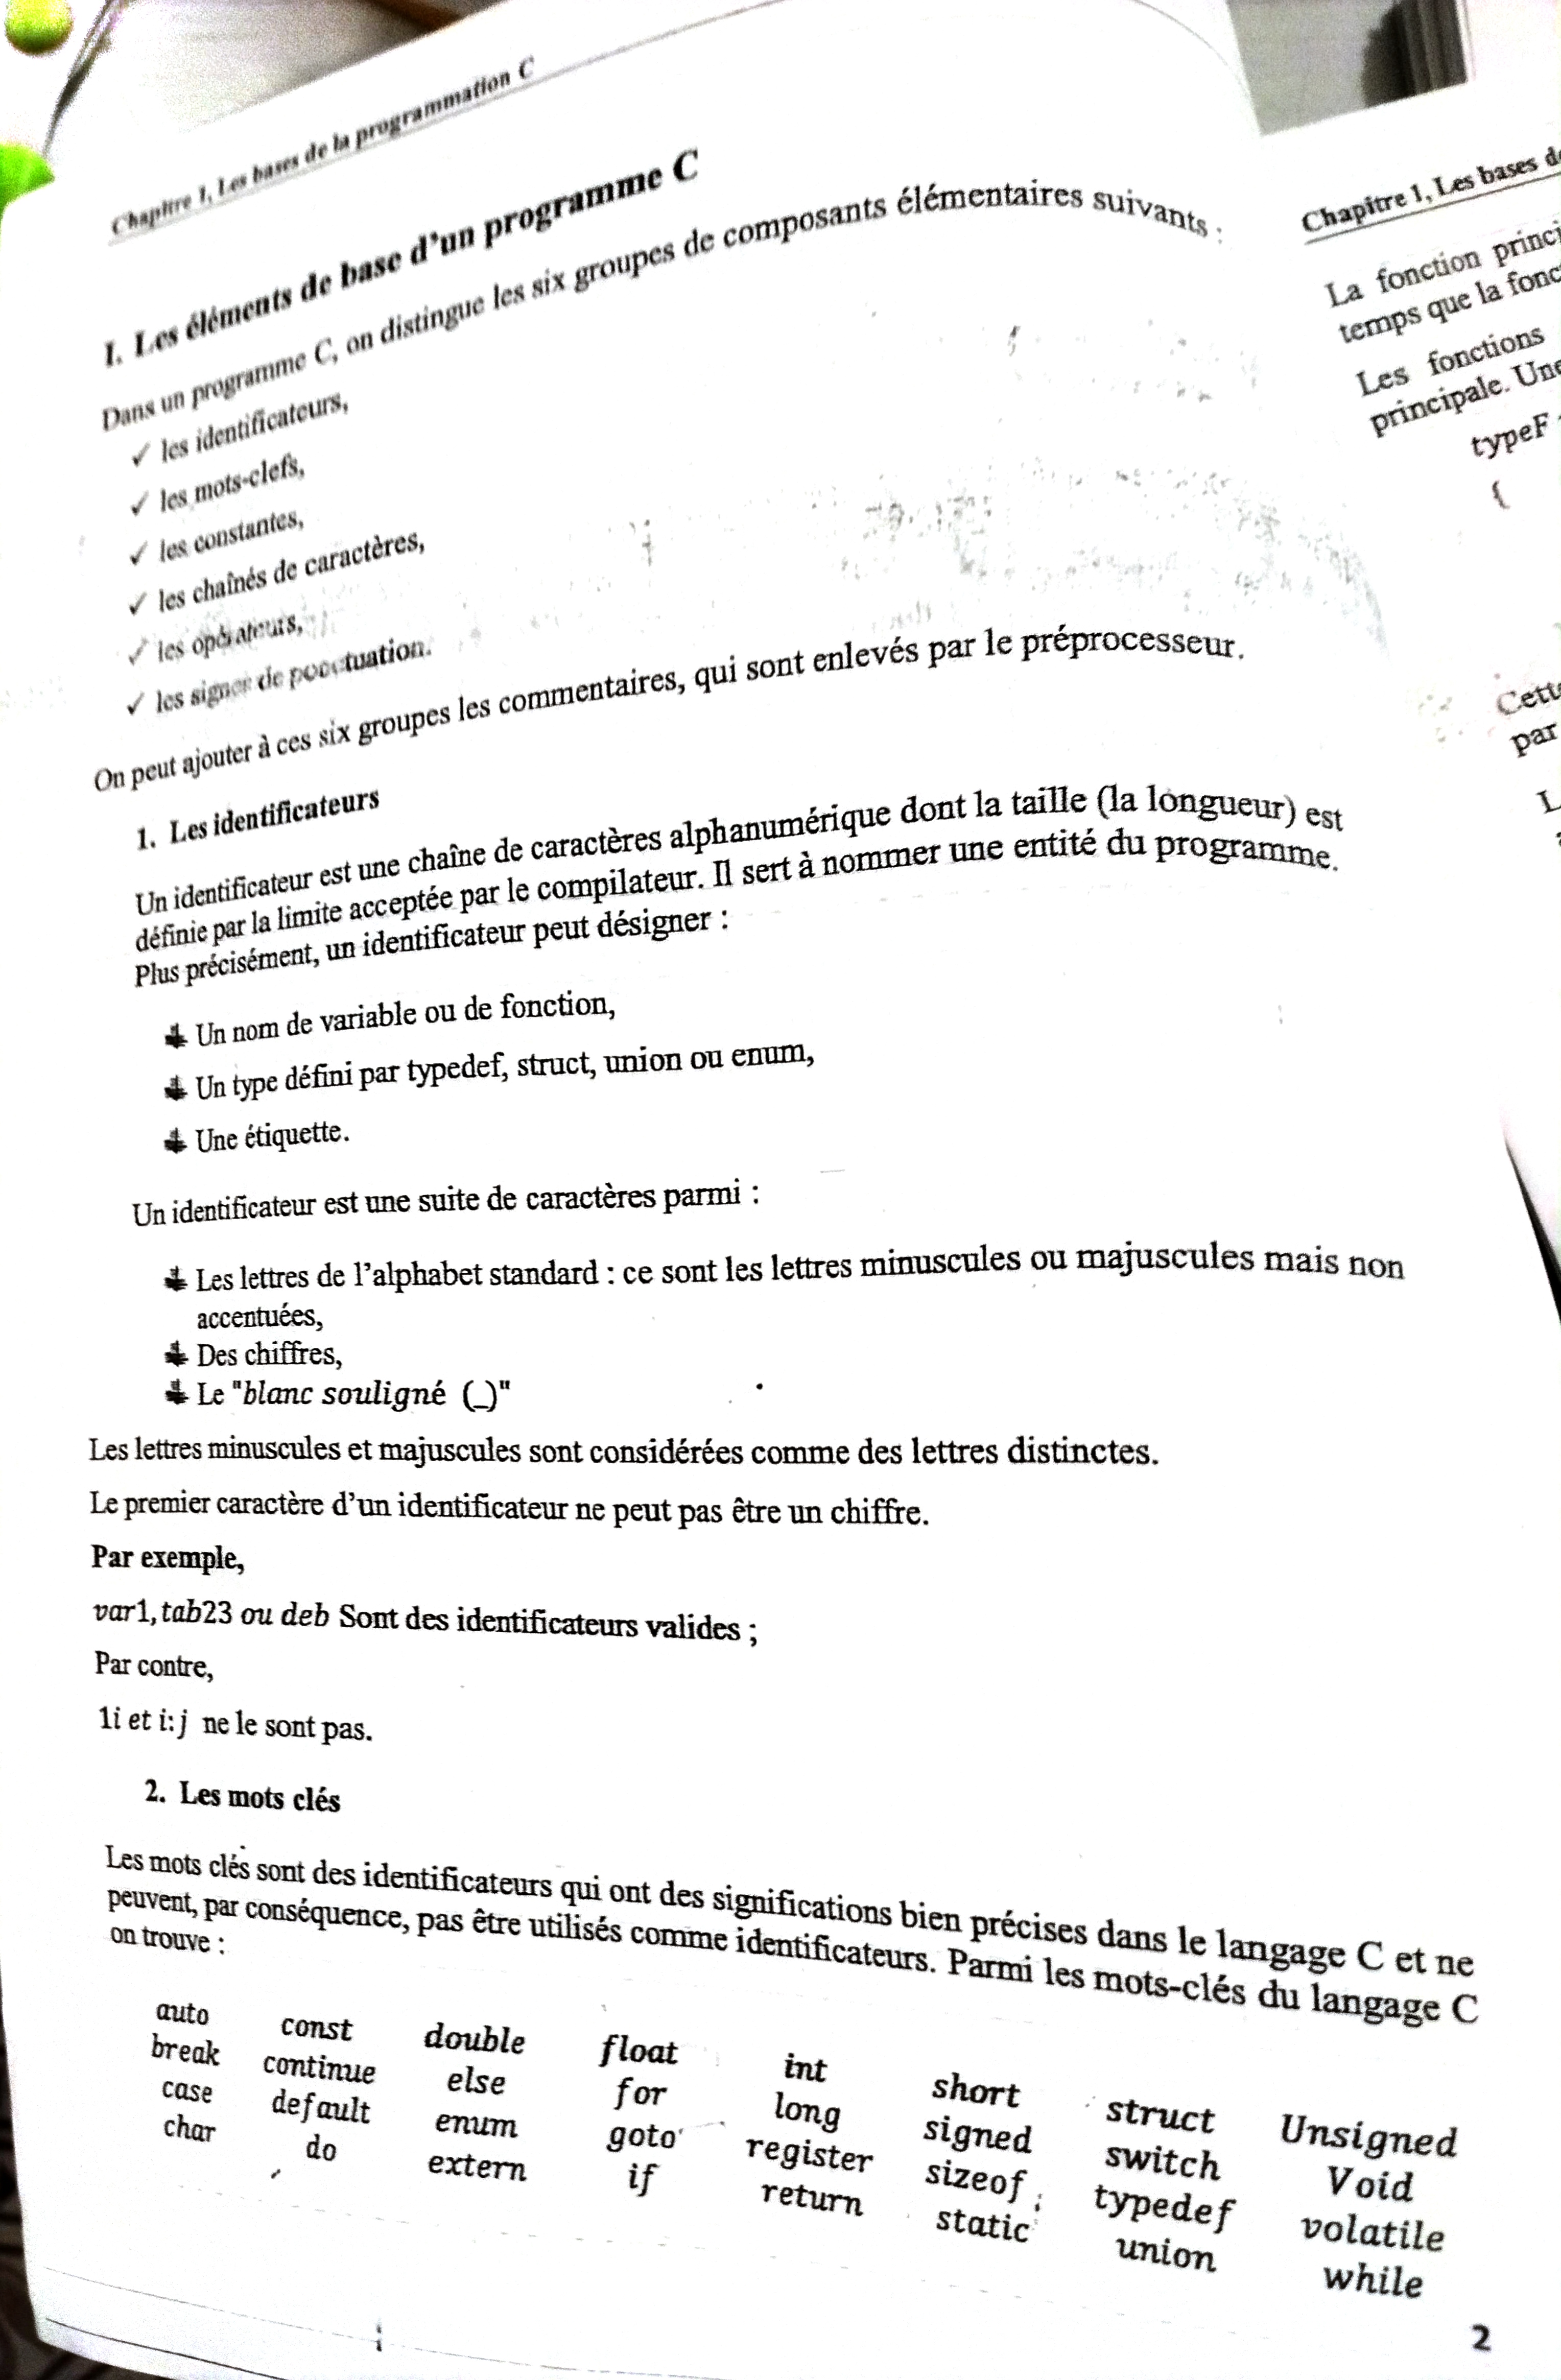 Chapitre 1, Les bases de la programmation C
I. Les éléments de base d'un programme C
Dans un programme C, on distingue les six groupes de composants élémentaires suivants :
✓ les identificateurs,
✓ les mots-clefs,
✓ les constantes,
✓ les chaînés de caractères,
✓ les opérateurs,
✓ les signes de ponctuation.
On peut ajouter à ces six groupes les commentaires, qui sont enlevés par le préprocesseur.
1. Les identificateurs
Un identificateur est une chaîne de caractères alphanumérique dont la taille (la longueur) est
définie par la limite acceptée par le compilateur. Il sert à nommer une entité du programme.
Plus précisément, un identificateur peut désigner :
Un nom de variable ou de fonction,
Un type défini par typedef, struct, union ou enum,
Une étiquette.
Un identificateur est une suite de caractères parmi :
Les lettres de l'alphabet standard : ce sont les lettres minuscules ou majuscules mais non
accentuées,
Des chiffres,
Le "blanc souligné (_)"
Les lettres minuscules et majuscules sont considérées comme des lettres distinctes.
Le premier caractère d'un identificateur ne peut pas être un chiffre.
Par exemple,
var1, tab23 ou deb Sont des identificateurs valides ;
Par contre,
1i et i:j ne le sont pas.
2. Les mots clés
Les mots clés sont des identificateurs qui ont des significations bien précises dans le langage C et ne
peuvent, par conséquence, pas être utilisés comme identificateurs. Parmi les mots-clés du langage C
on trouve :
auto const double float int short struct Unsigned
break continue else for long signed switch Void
case default enum goto register sizeof typedef volatile
char do extern if return static union while
2
Chapitre 1, Les bases de
La fonction princi
temps que la fonc
Les fonctions
principale. Une
typeF
{
Cette
par